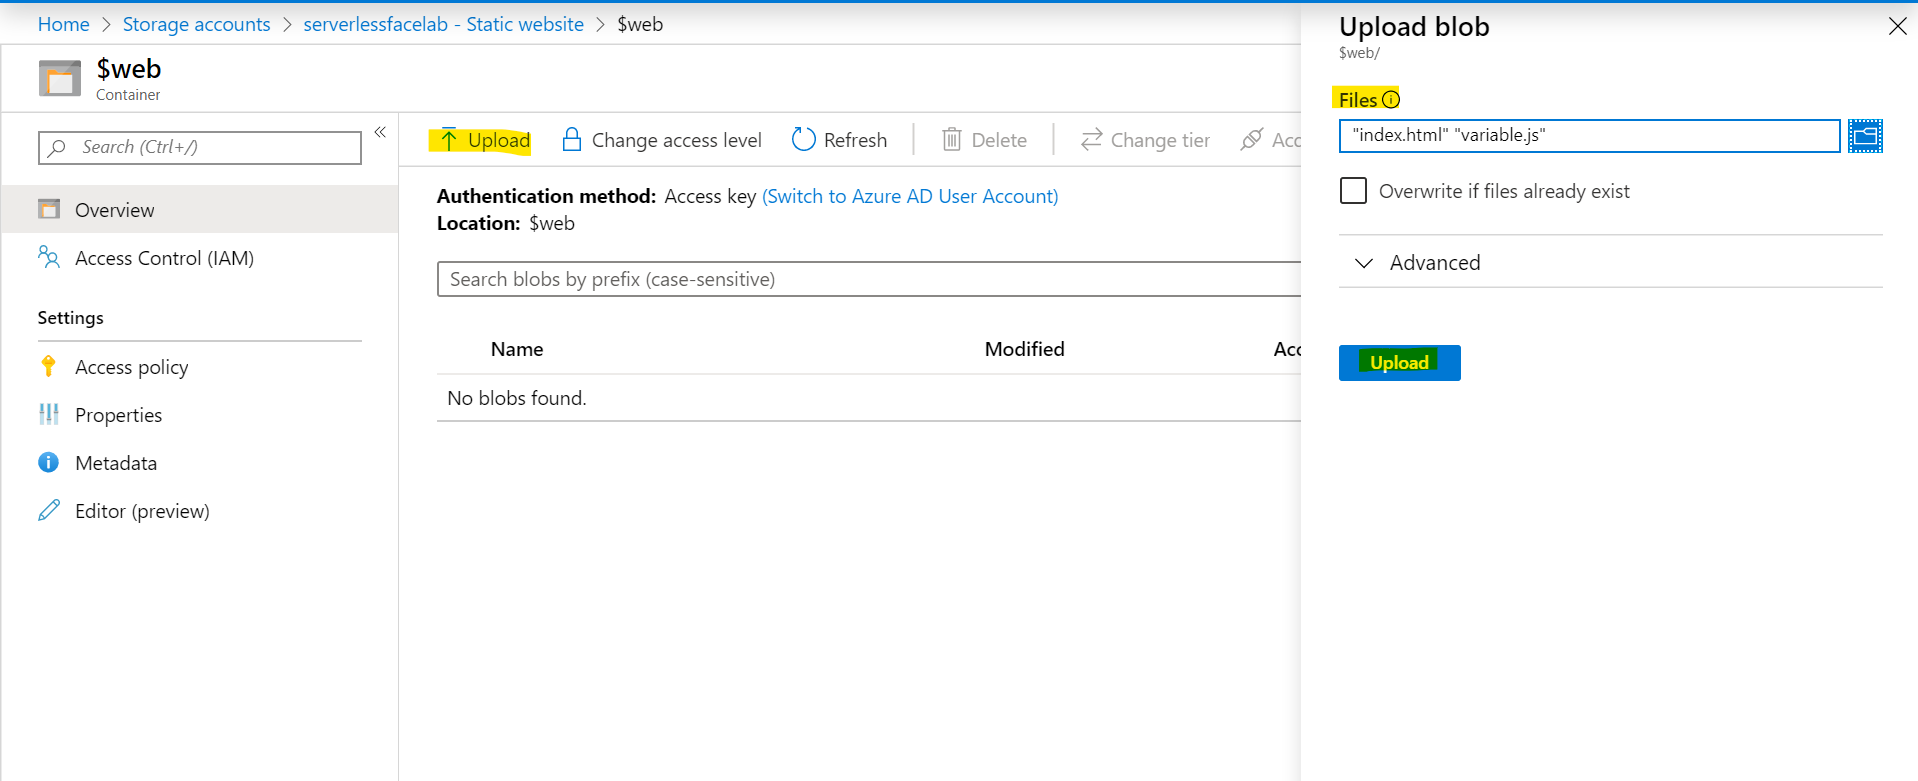 Home > Storage accounts > serverlessfacelab - Static website > $web
$web
Container
Search (Ctrl+/)
«
Overview
Access Control (IAM)
Settings
Access policy
Properties
Metadata
Editor (preview)
Upload Change access level Refresh Delete Change tier Acc
Authentication method: Access key (Switch to Azure AD User Account)
Location: $web
Search blobs by prefix (case-sensitive)
Name Modified Acc
No blobs found.
Upload blob
$web/
Files
"index.html" "variable.js"
Overwrite if files already exist
Advanced
Upload